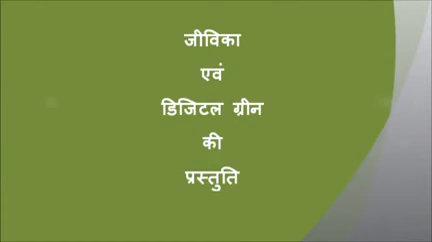 जीविका
एवं
डिजिटल ग्रीन
की
प्रस्तुति